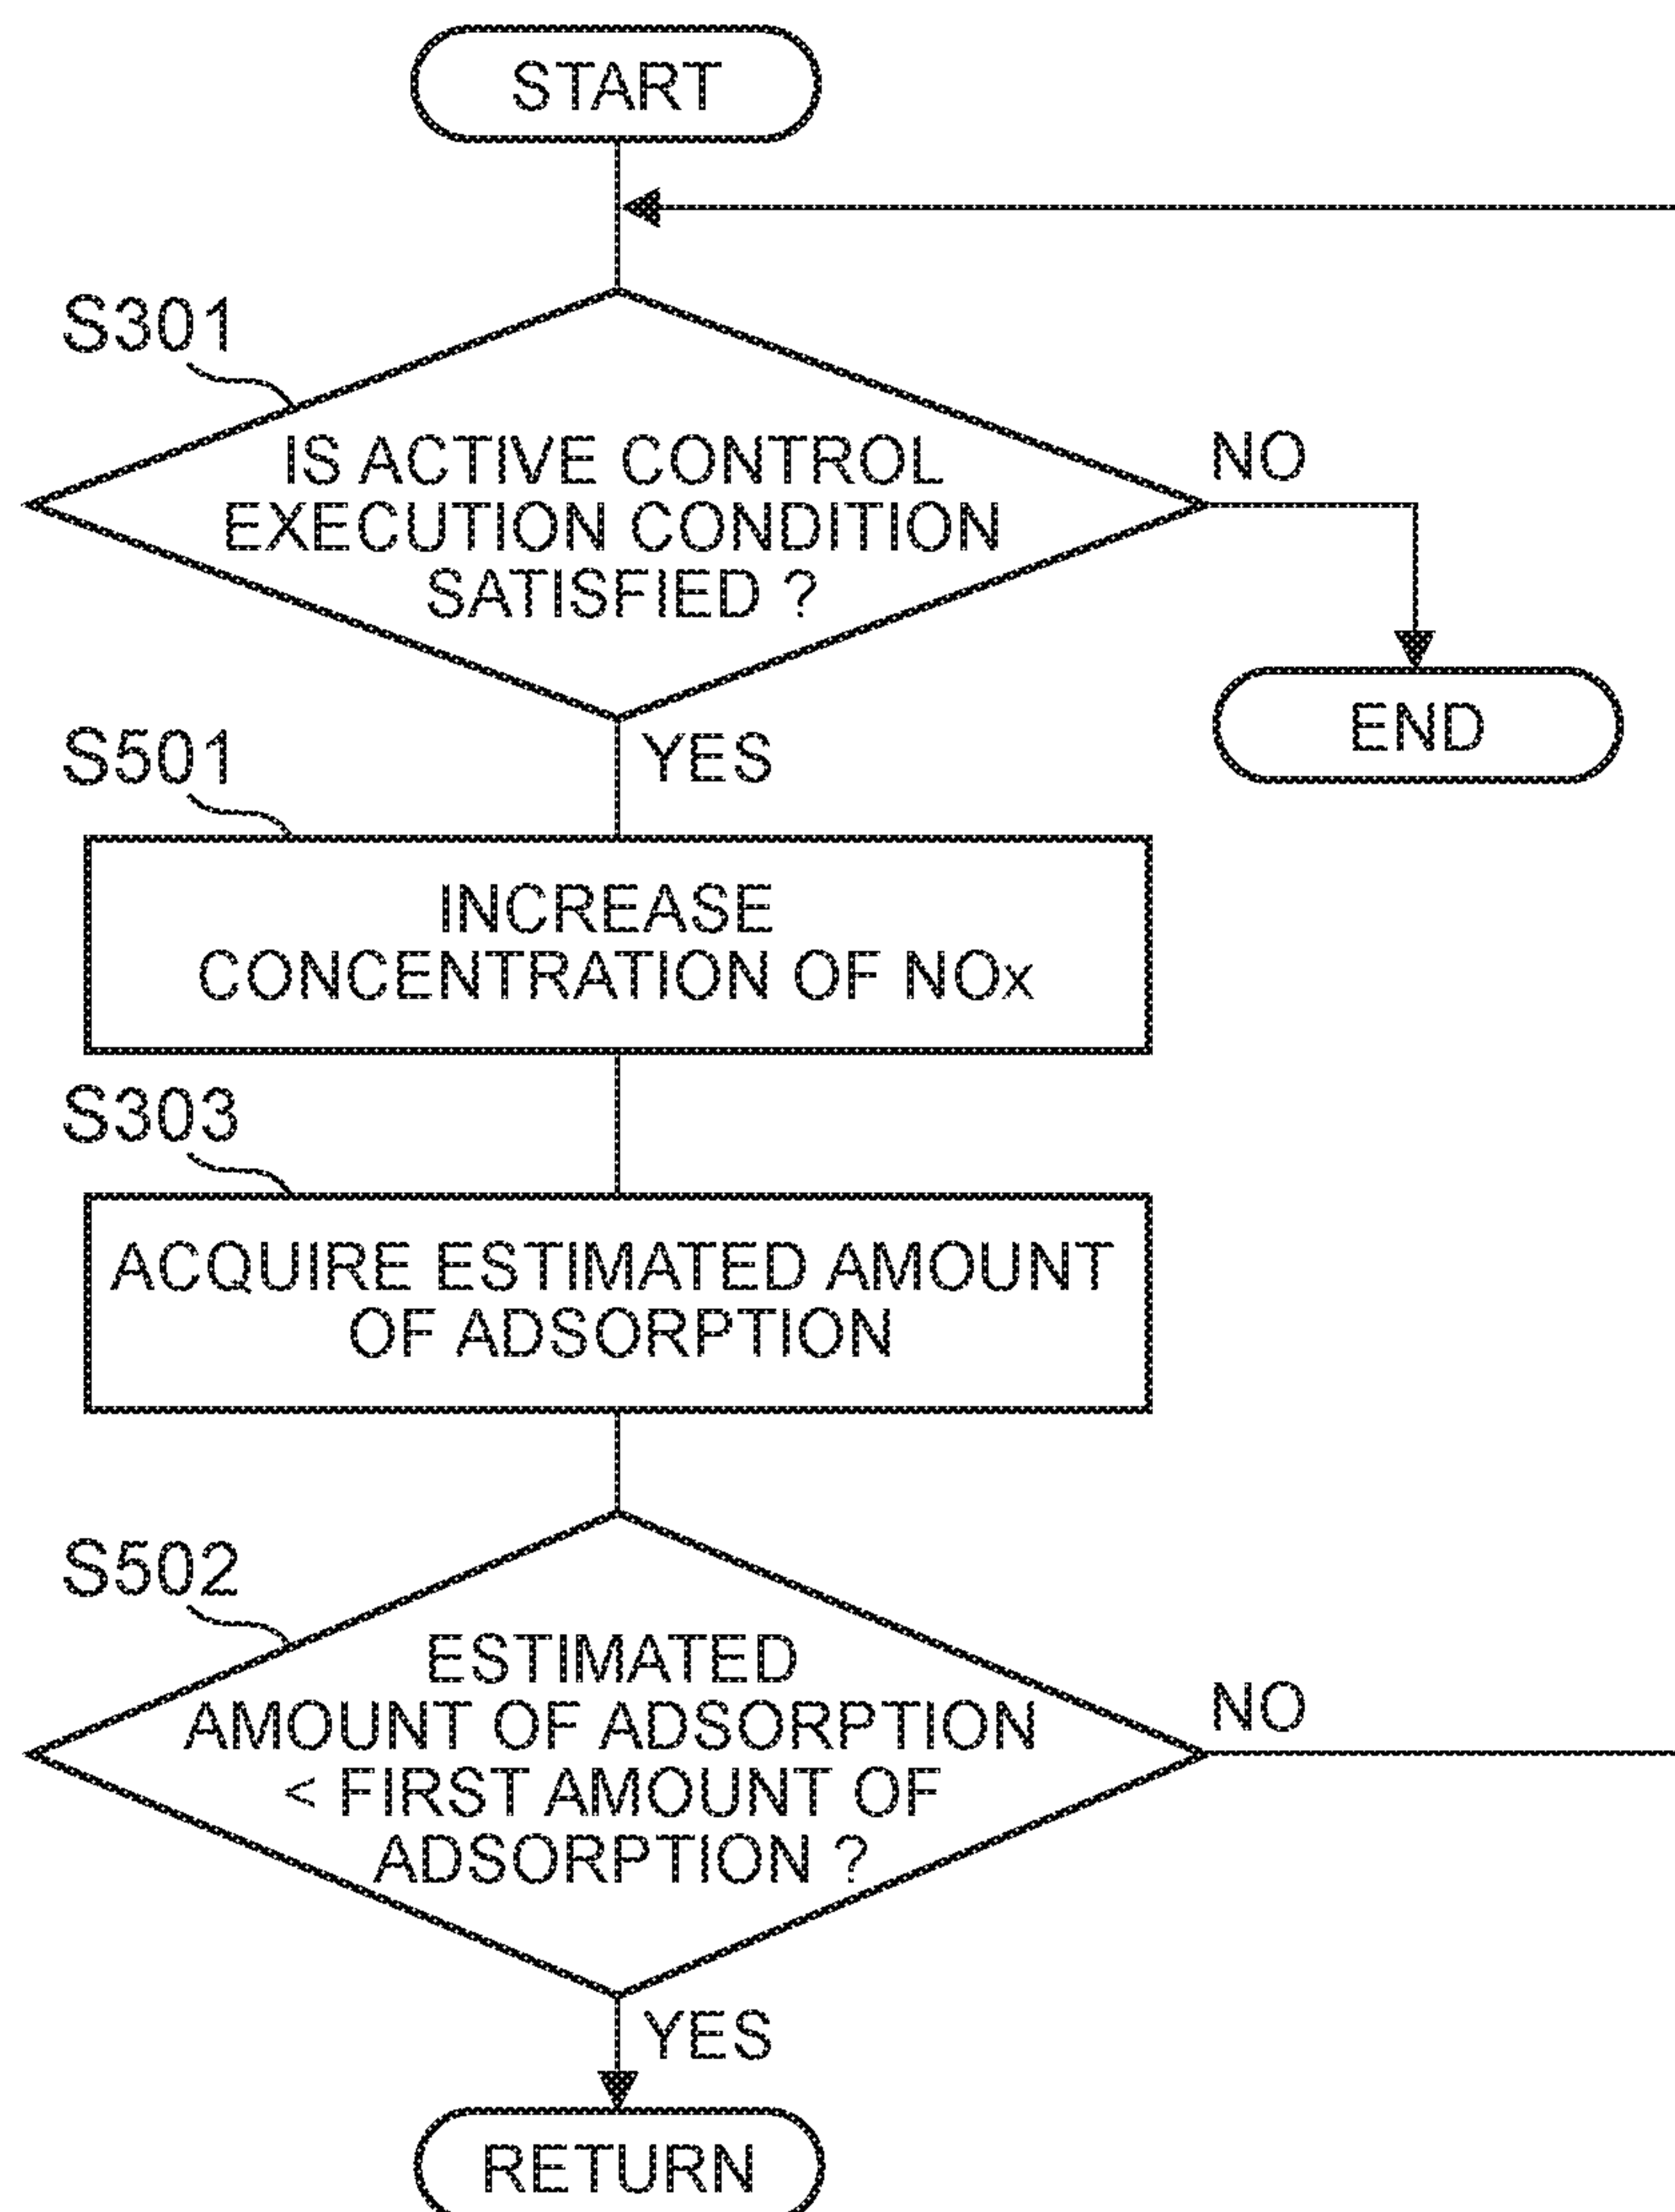 START
S301
IS ACTIVE CONTROL
EXECUTION CONDITION
SATISFIED ?
NO
END
YES
S501
INCREASE
CONCENTRATION OF NOx
S303
ACQUIRE ESTIMATED AMOUNT
OF ADSORPTION
S502
ESTIMATED
AMOUNT OF ADSORPTION
< FIRST AMOUNT OF
ADSORPTION ?
NO
YES
RETURN